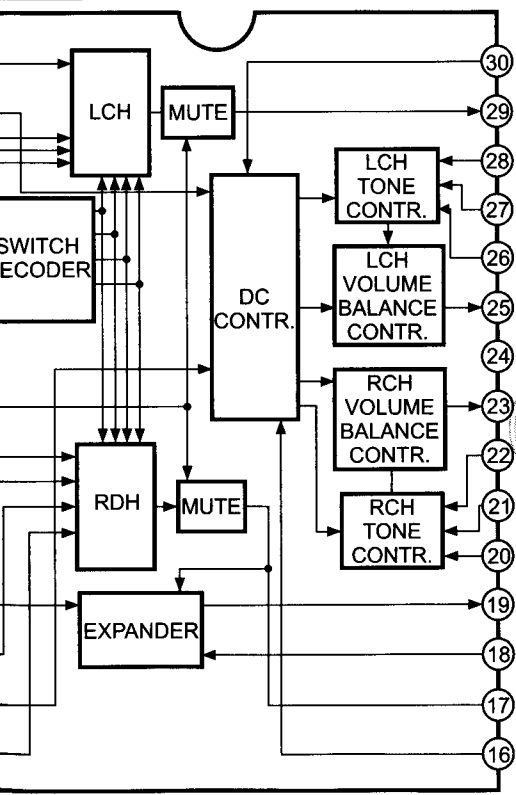 LCH
MUTE
SWITCH
ECODER
DC
CONTR.
LCH
TONE
CONTR.
LCH
VOLUME
BALANCE
CONTR.
RCH
VOLUME
BALANCE
CONTR.
RCH
TONE
CONTR.
RDH
MUTE
EXPANDER
30
29
28
27
26
25
24
23
22
21
20
19
18
17
16